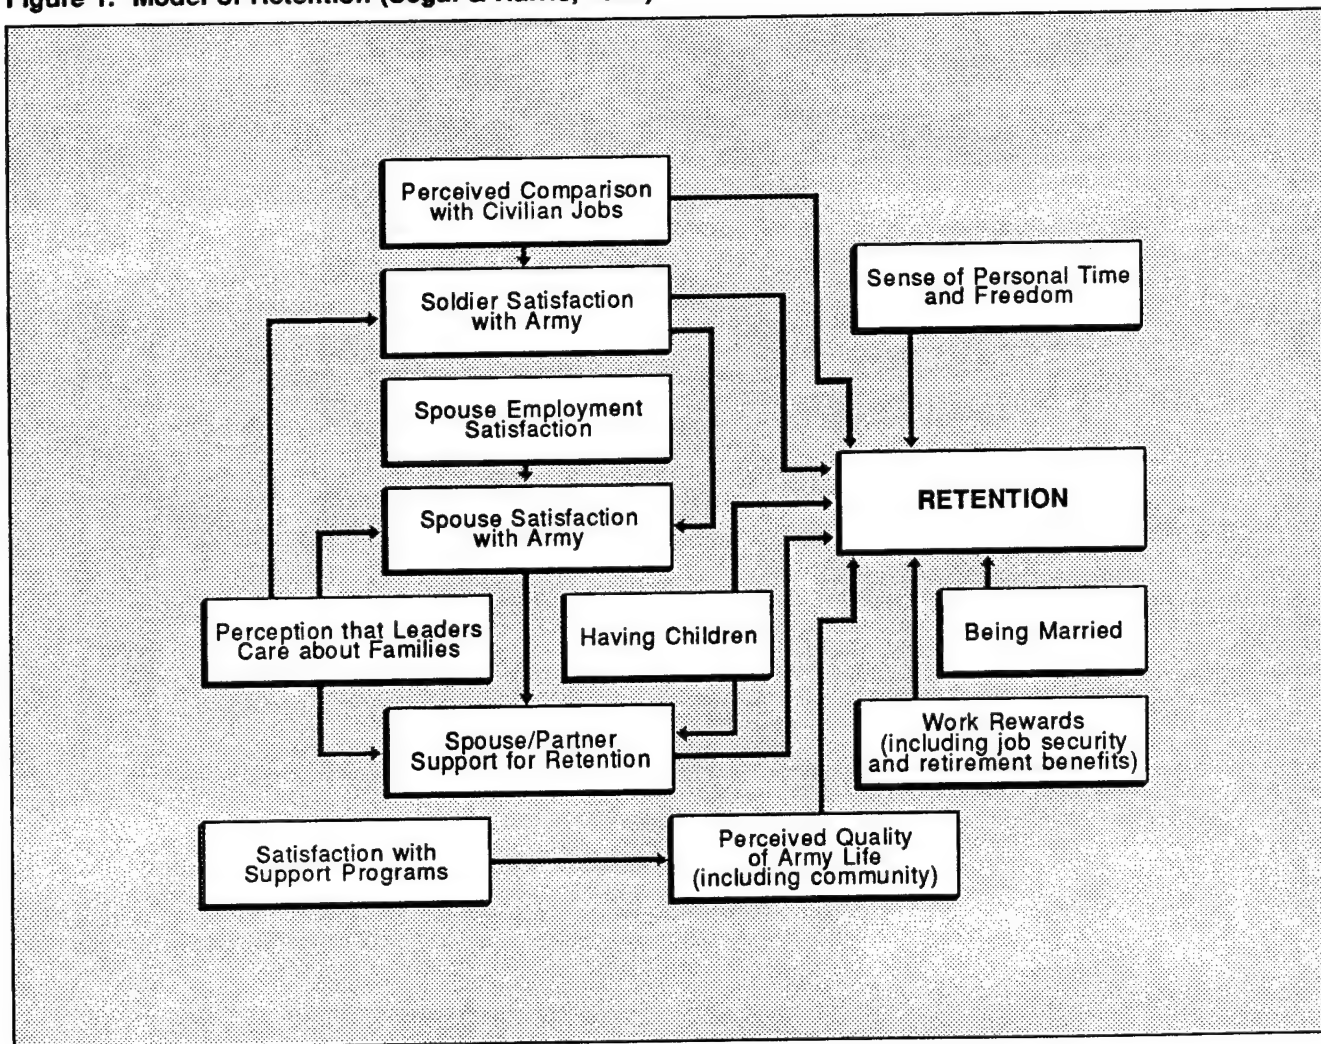 Figure 1. Model of Retention
Perceived Comparison
with Civilian Jobs
Soldier Satisfaction
with Army
Sense of Personal Time
and Freedom
Spouse Employment
Satisfaction
RETENTION
Spouse Satisfaction
with Army
Perception that Leaders
Care about Families
Having Children
Being Married
Spouse/Partner
Support for Retention
Work Rewards
(including job security
and retirement benefits)
Satisfaction with
Support Programs
Perceived Quality
of Army Life
(including community)